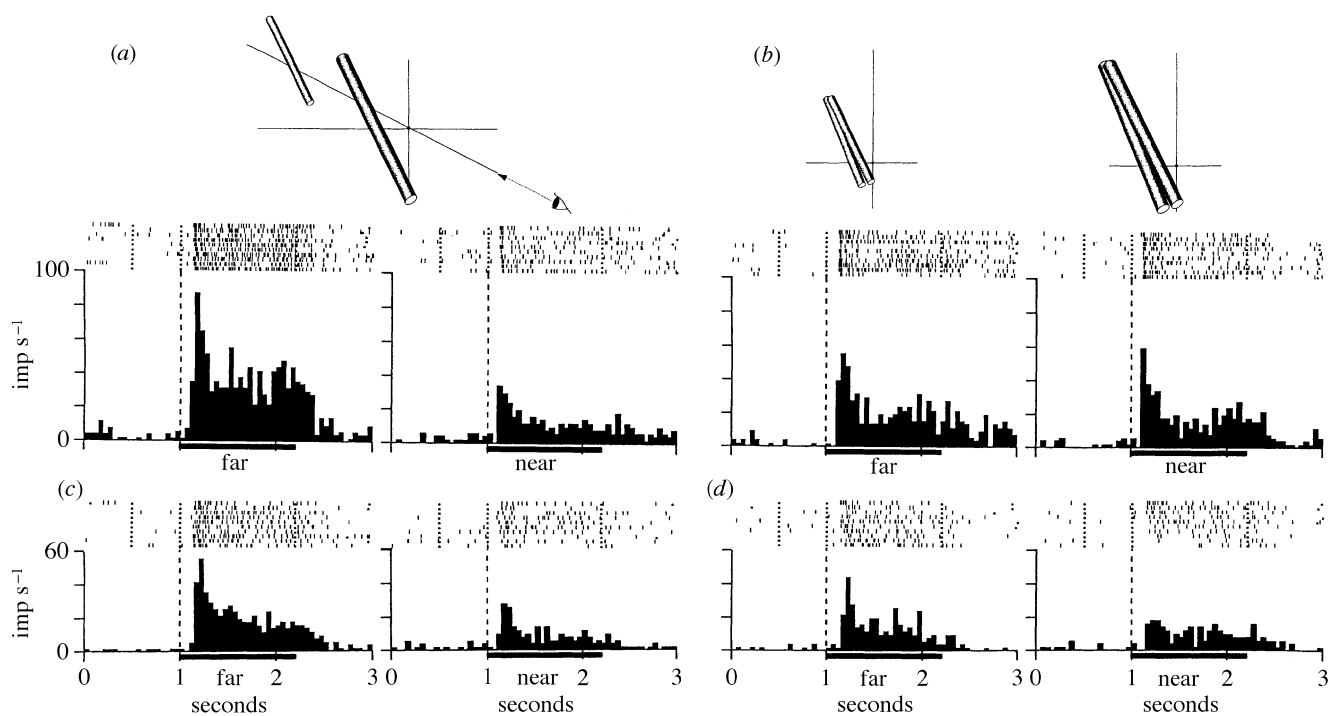 (a) (b)
100
imp s⁻¹
0
far near far near
(c) (d)
60
imp s⁻¹
0
0 1 far 2 3 1 near 2 3 0 1 far 2 3 0 1 near 2 3
seconds seconds seconds seconds